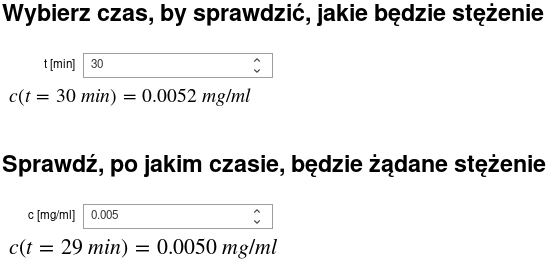 Wybierz czas, by sprawdzić, jakie będzie stężenie
t [min] 30
c(t = 30 min) = 0.0052 mg/ml
Sprawdź, po jakim czasie, będzie żądane stężenie
c [mg/ml] 0.005
c(t = 29 min) = 0.0050 mg/ml